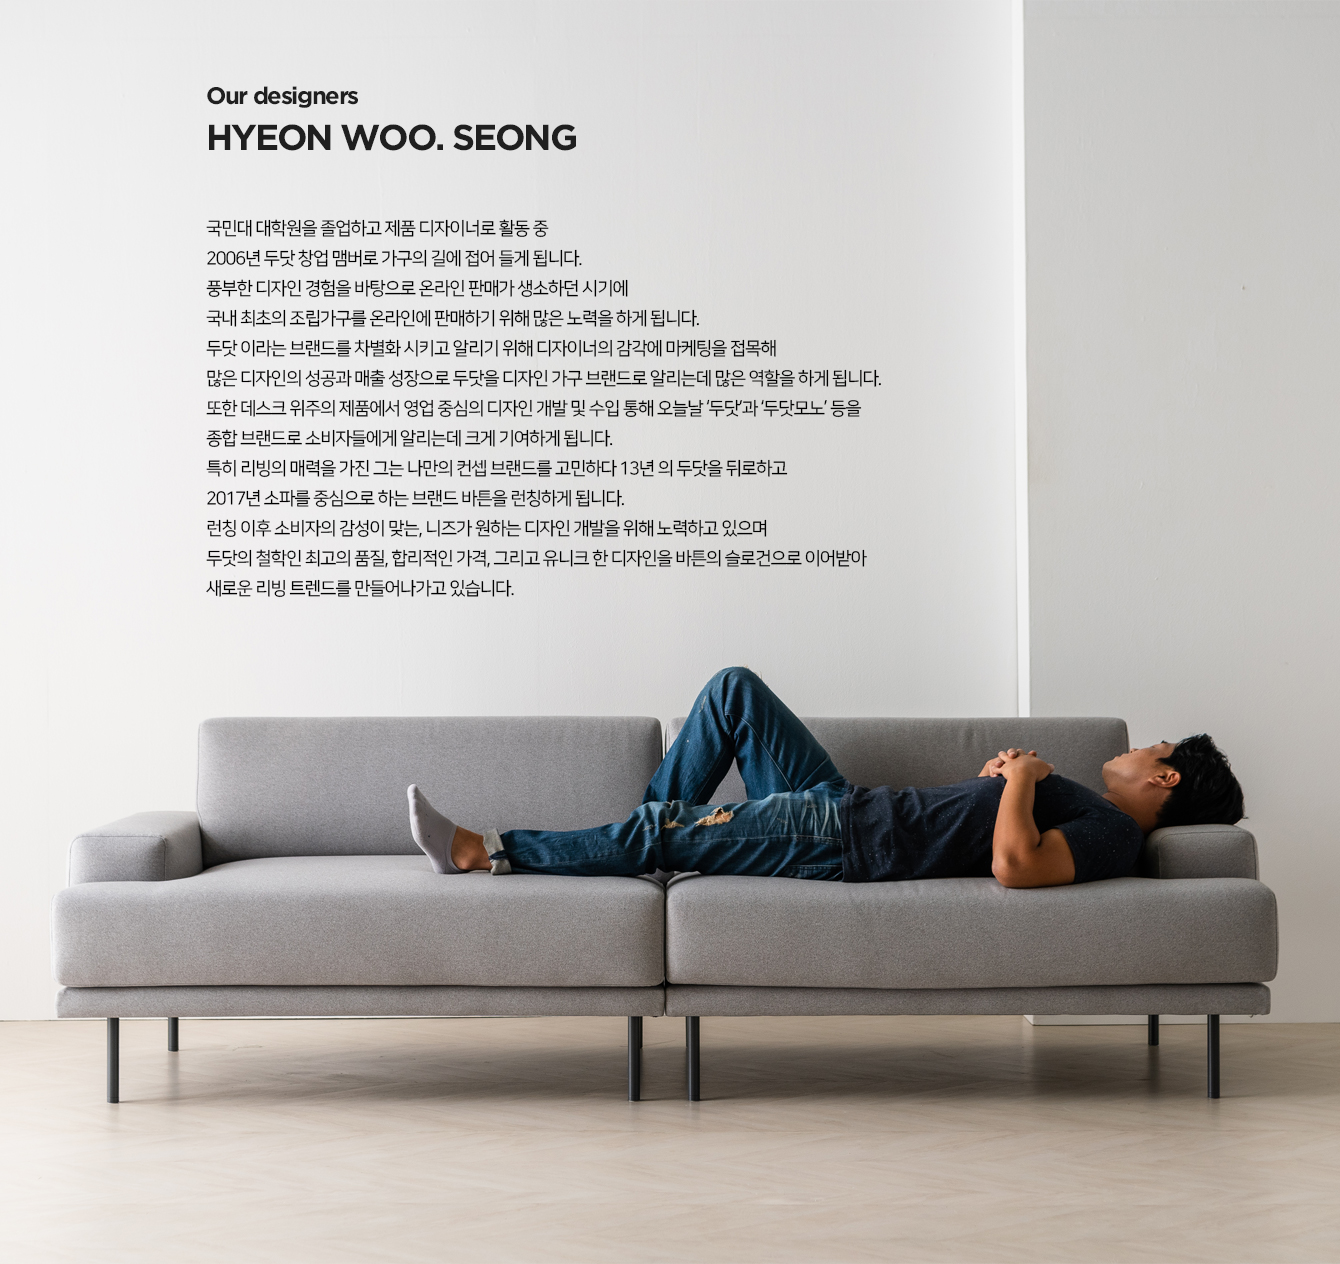 Our designers
HYEON WOO. SEONG
국민대 대학원을 졸업하고 제품 디자이너로 활동 중
2006년 두닷 창업 맴버로 가구의 길에 접어 들게 됩니다.
풍부한 디자인 경험을 바탕으로 온라인 판매가 생소하던 시기에
국내 최초의 조립가구를 온라인에 판매하기 위해 많은 노력을 하게 됩니다.
두닷 이라는 브랜드를 차별화 시키고 알리기 위해 디자이너의 감각에 마케팅을 접목해
많은 디자인의 성공과 매출 성장으로 두닷을 디자인 가구 브랜드로 알리는데 많은 역할을 하게 됩니다.
또한 데스크 위주의 제품에서 영업 중심의 디자인 개발 및 수입 통해 오늘날 ‘두닷’과 ‘두닷모노’ 등을
종합 브랜드로 소비자들에게 알리는데 크게 기여하게 됩니다.
특히 리빙의 매력을 가진 그는 나만의 컨셉 브랜드를 고민하다 13년 의 두닷을 뒤로하고
2017년 소파를 중심으로 하는 브랜드 바튼을 런칭하게 됩니다.
런칭 이후 소비자의 감성이 맞는, 니즈가 원하는 디자인 개발을 위해 노력하고 있으며
두닷의 철학인 최고의 품질, 합리적인 가격, 그리고 유니크 한 디자인을 바튼의 슬로건으로 이어받아
새로운 리빙 트렌드를 만들어나가고 있습니다.